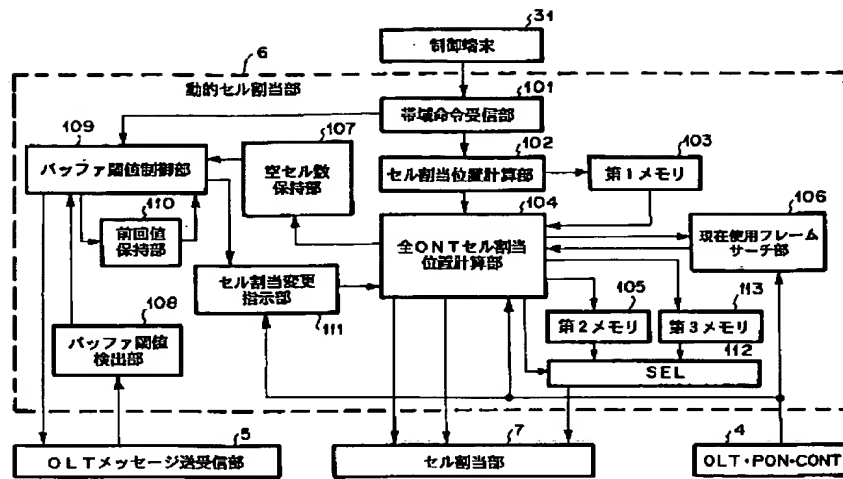 31
制御端末
6
動的セル割当部
101
帯域命令受信部
109
バッファ閾値制御部
107
空セル数
保持部
102
セル割当位置計算部
103
第1メモリ
110
前回値
保持部
104
全ONTセル割当
位置計算部
106
現在使用フレーム
サーチ部
セル割当変更
指示部
111
108
バッファ閾値
検出部
105
第2メモリ
113
第3メモリ
112
SEL
5
OLTメッセージ送受信部
7
セル割当部
4
OLT・PON・CONT